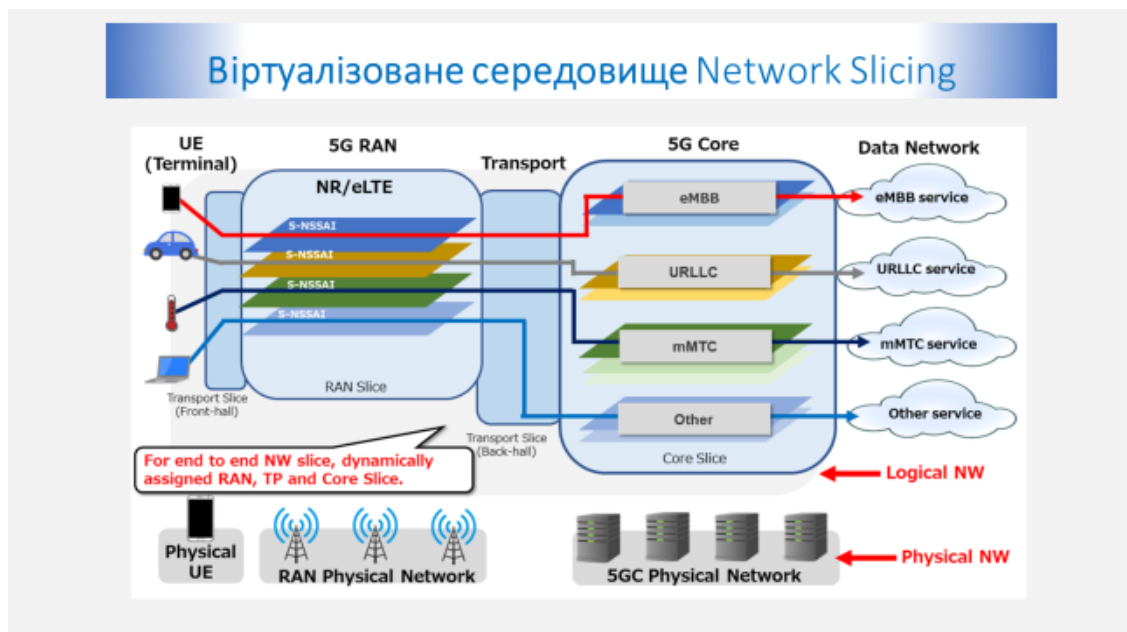 Віртуалізоване середовище Network Slicing
UE
(Terminal)
5G RAN
Transport
5G Core
Data Network
NR/eLTE
S-NSSAI
S-NSSAI
S-NSSAI
S-NSSAI
RAN Slice
Transport Slice
(Front-hall)
Transport Slice
(Back-hall)
eMBB
URLLC
mMTC
Other
Core Slice
eMBB service
URLLC service
mMTC service
Other service
For end to end NW slice, dynamically
assigned RAN, TP and Core Slice.
Logical NW
Physical
UE
RAN Physical Network
5GC Physical Network
Physical NW